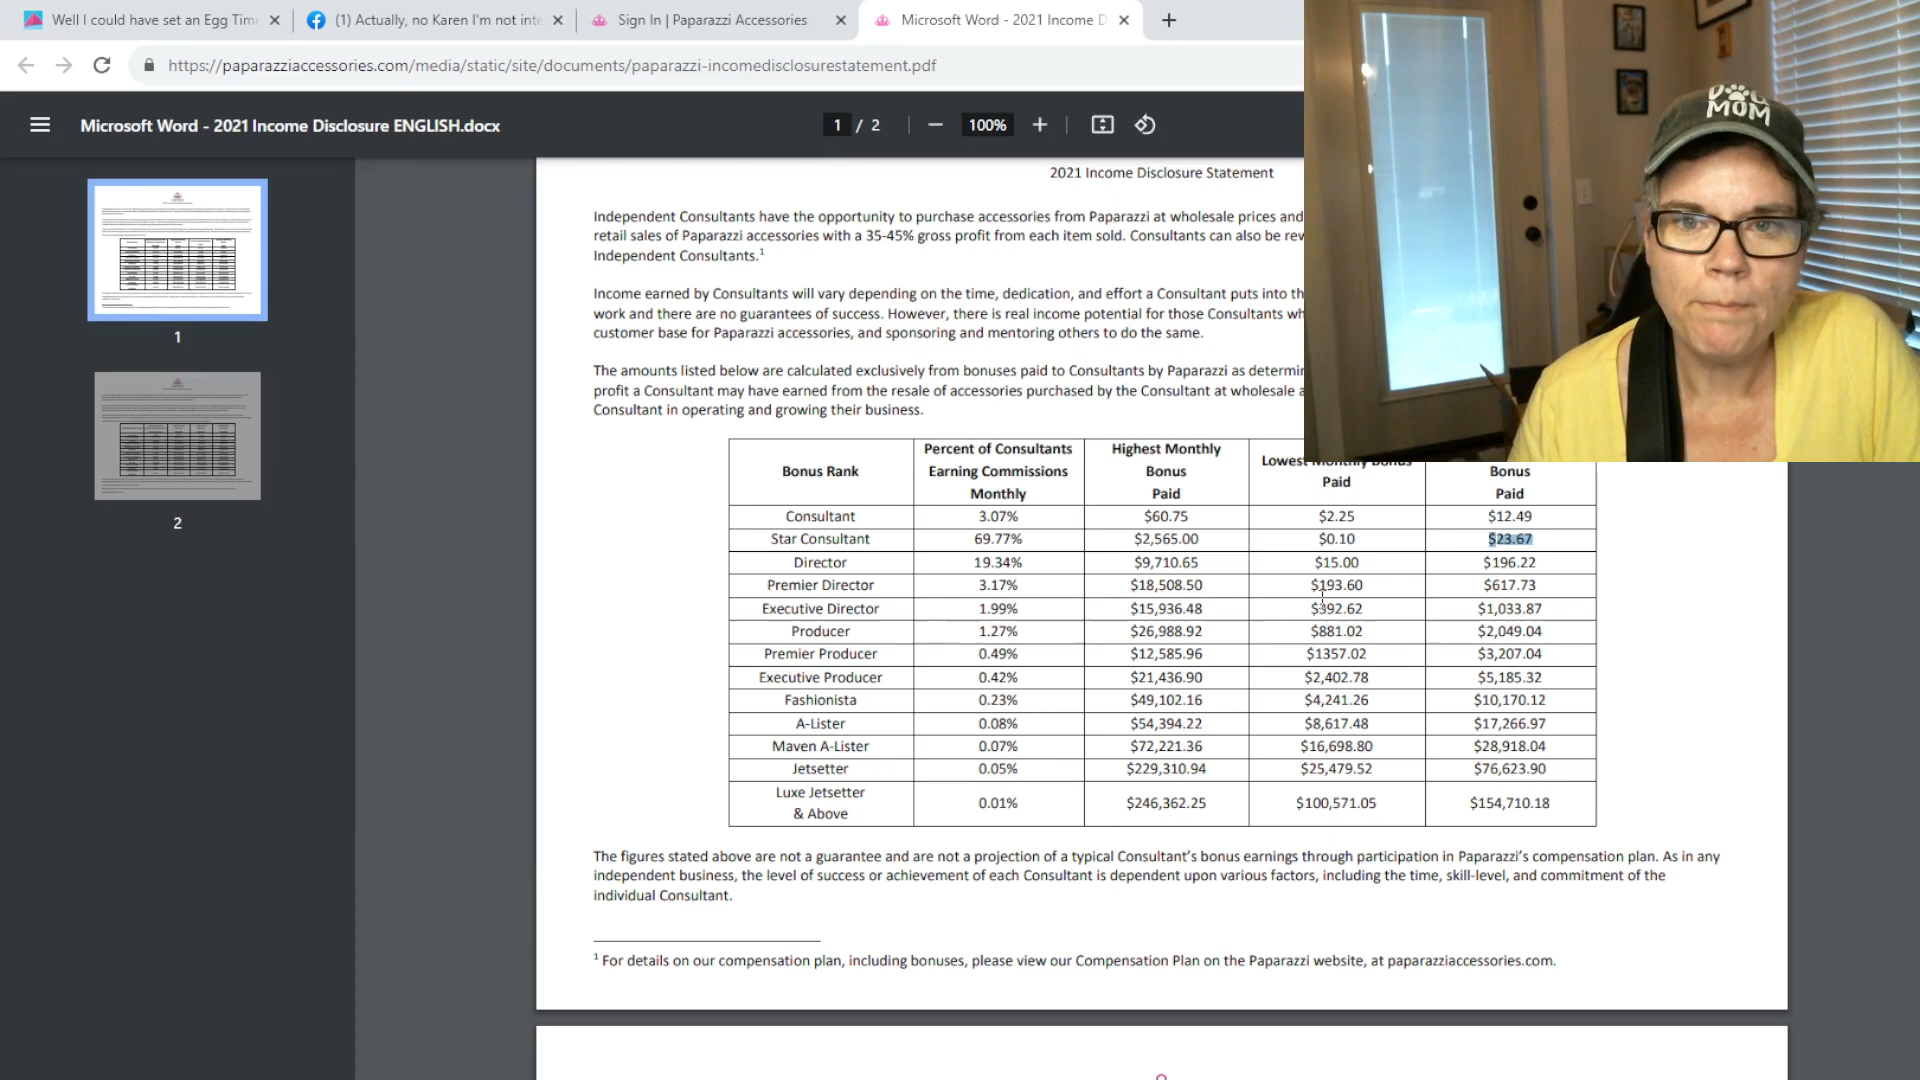 Well I could have set an Egg Time
(1) Actually, no Karen I'm not inte
Sign In | Paparazzi Accessories
Microsoft Word - 2021 Income D
https://paparazziaccessories.com/media/static/site/documents/paparazzi-incomedisclosurestatement.pdf
Microsoft Word - 2021 Income Disclosure ENGLISH.docx
1 / 2
100%
DOG
MOM
1
2
2021 Income Disclosure Statement
Independent Consultants have the opportunity to purchase accessories from Paparazzi at wholesale prices and
retail sales of Paparazzi accessories with a 35-45% gross profit from each item sold. Consultants can also be rev
Independent Consultants.1
Income earned by Consultants will vary depending on the time, dedication, and effort a Consultant puts into th
work and there are no guarantees of success. However, there is real income potential for those Consultants wh
customer base for Paparazzi accessories, and sponsoring and mentoring others to do the same.
The amounts listed below are calculated exclusively from bonuses paid to Consultants by Paparazzi as determin
profit a Consultant may have earned from the resale of accessories purchased by the Consultant at wholesale a
Consultant in operating and growing their business.
Bonus Rank
Percent of Consultants
Earning Commissions
Monthly
Highest Monthly
Bonus
Paid
Lowest Monthly Bonus
Paid
Bonus
Paid
Consultant 3.07% $60.75 $2.25 $12.49
Star Consultant 69.77% $2,565.00 $0.10 $23.67
Director 19.34% $9,710.65 $15.00 $196.22
Premier Director 3.17% $18,508.50 $193.60 $617.73
Executive Director 1.99% $15,936.48 $392.62 $1,033.87
Producer 1.27% $26,988.92 $881.02 $2,049.04
Premier Producer 0.49% $12,585.96 $1357.02 $3,207.04
Executive Producer 0.42% $21,436.90 $2,402.78 $5,185.32
Fashionista 0.23% $49,102.16 $4,241.26 $10,170.12
A-Lister 0.08% $54,394.22 $8,617.48 $17,266.97
Maven A-Lister 0.07% $72,221.36 $16,698.80 $28,918.04
Jetsetter 0.05% $229,310.94 $25,479.52 $76,623.90
Luxe Jetsetter
& Above 0.01% $246,362.25 $100,571.05 $154,710.18
The figures stated above are not a guarantee and are not a projection of a typical Consultant's bonus earnings through participation in Paparazzi's compensation plan. As in any
independent business, the level of success or achievement of each Consultant is dependent upon various factors, including the time, skill-level, and commitment of the
individual Consultant.
1 For details on our compensation plan, including bonuses, please view our Compensation Plan on the Paparazzi website, at paparazziaccessories.com.